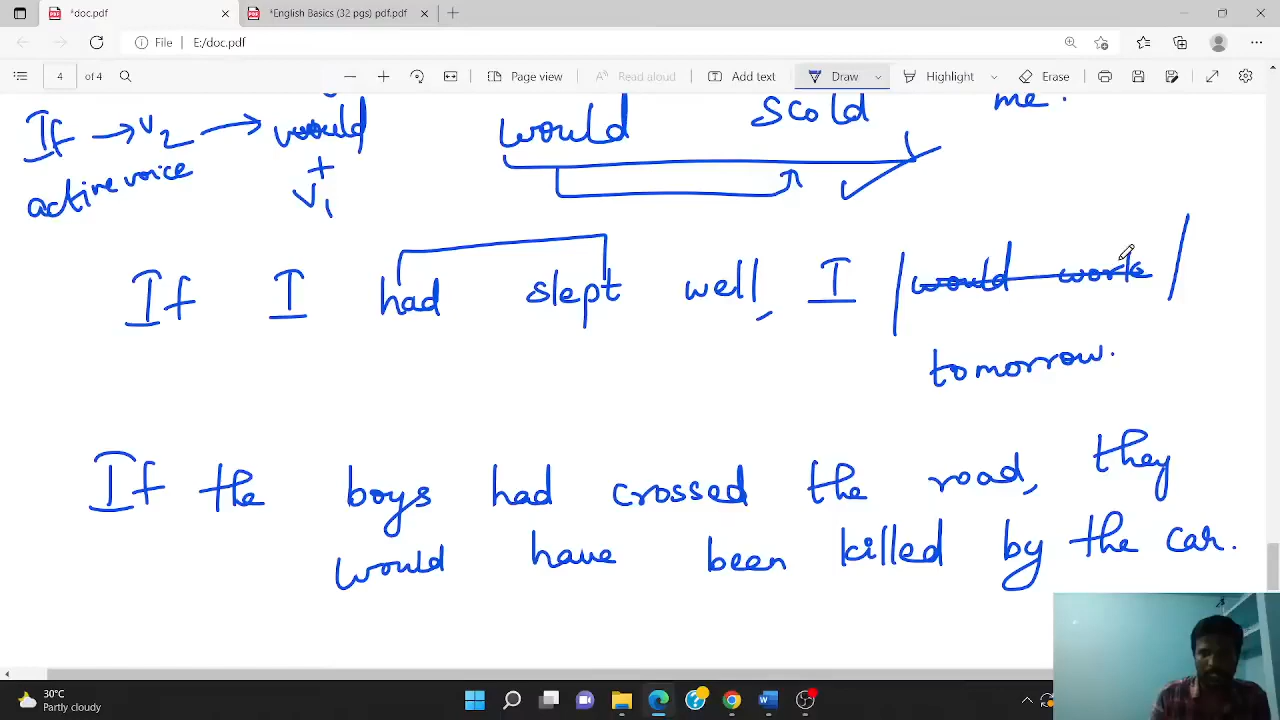 *doc.pdf
*English Basics (32 pgs) pdf.pdf
File E:/doc.pdf
4 of 4
Page view
Read aloud
Add text
Draw
Highlight
Erase
If → V2 → would would scold me.
+
active voice V1
If I had slept well, I would work
tomorrow.
If the boys had crossed the road, they
would have been killed by the car.
30°C
Partly cloudy